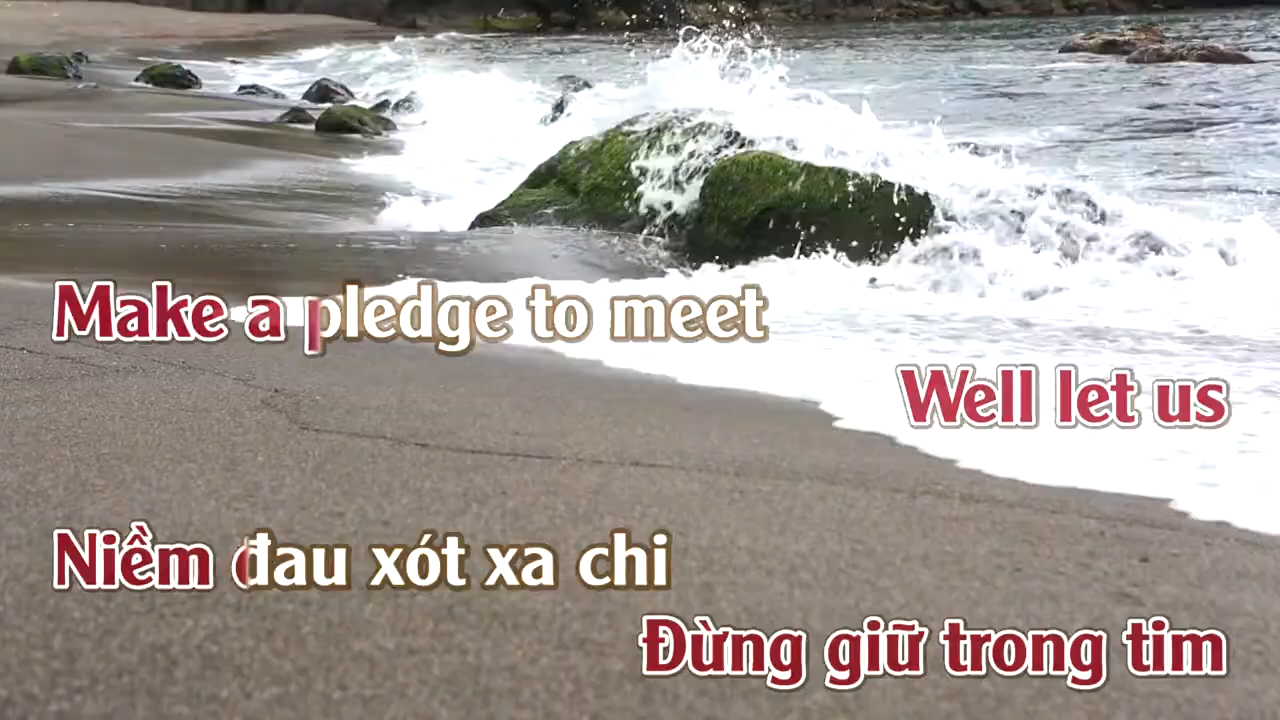 Make a pledge to meet
Well let us
Niềm đau xót xa chi
Đừng giữ trong tim